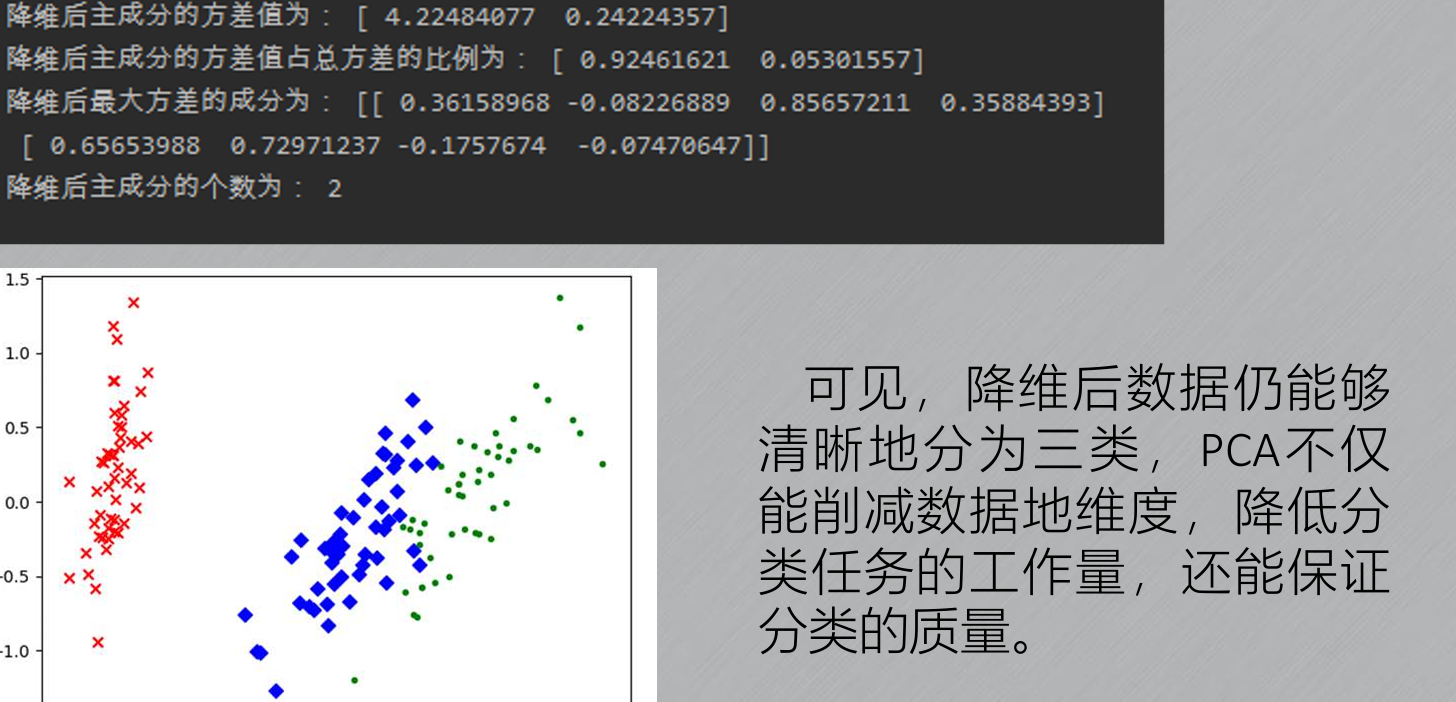 降维后主成分的方差值为： [ 4.22484077  0.24224357]
降维后主成分的方差值占总方差的比例为： [ 0.92461621  0.05301557]
降维后最大方差的成分为： [[ 0.36158968 -0.08226889  0.85657211  0.35884393]
 [ 0.65653988  0.72971237 -0.1757674  -0.07470647]]
降维后主成分的个数为： 2
1.5
1.0
0.5
0.0
-0.5
-1.0
可见，降维后数据仍能够
清晰地分为三类，PCA不仅
能削减数据地维度，降低分
类任务的工作量，还能保证
分类的质量。